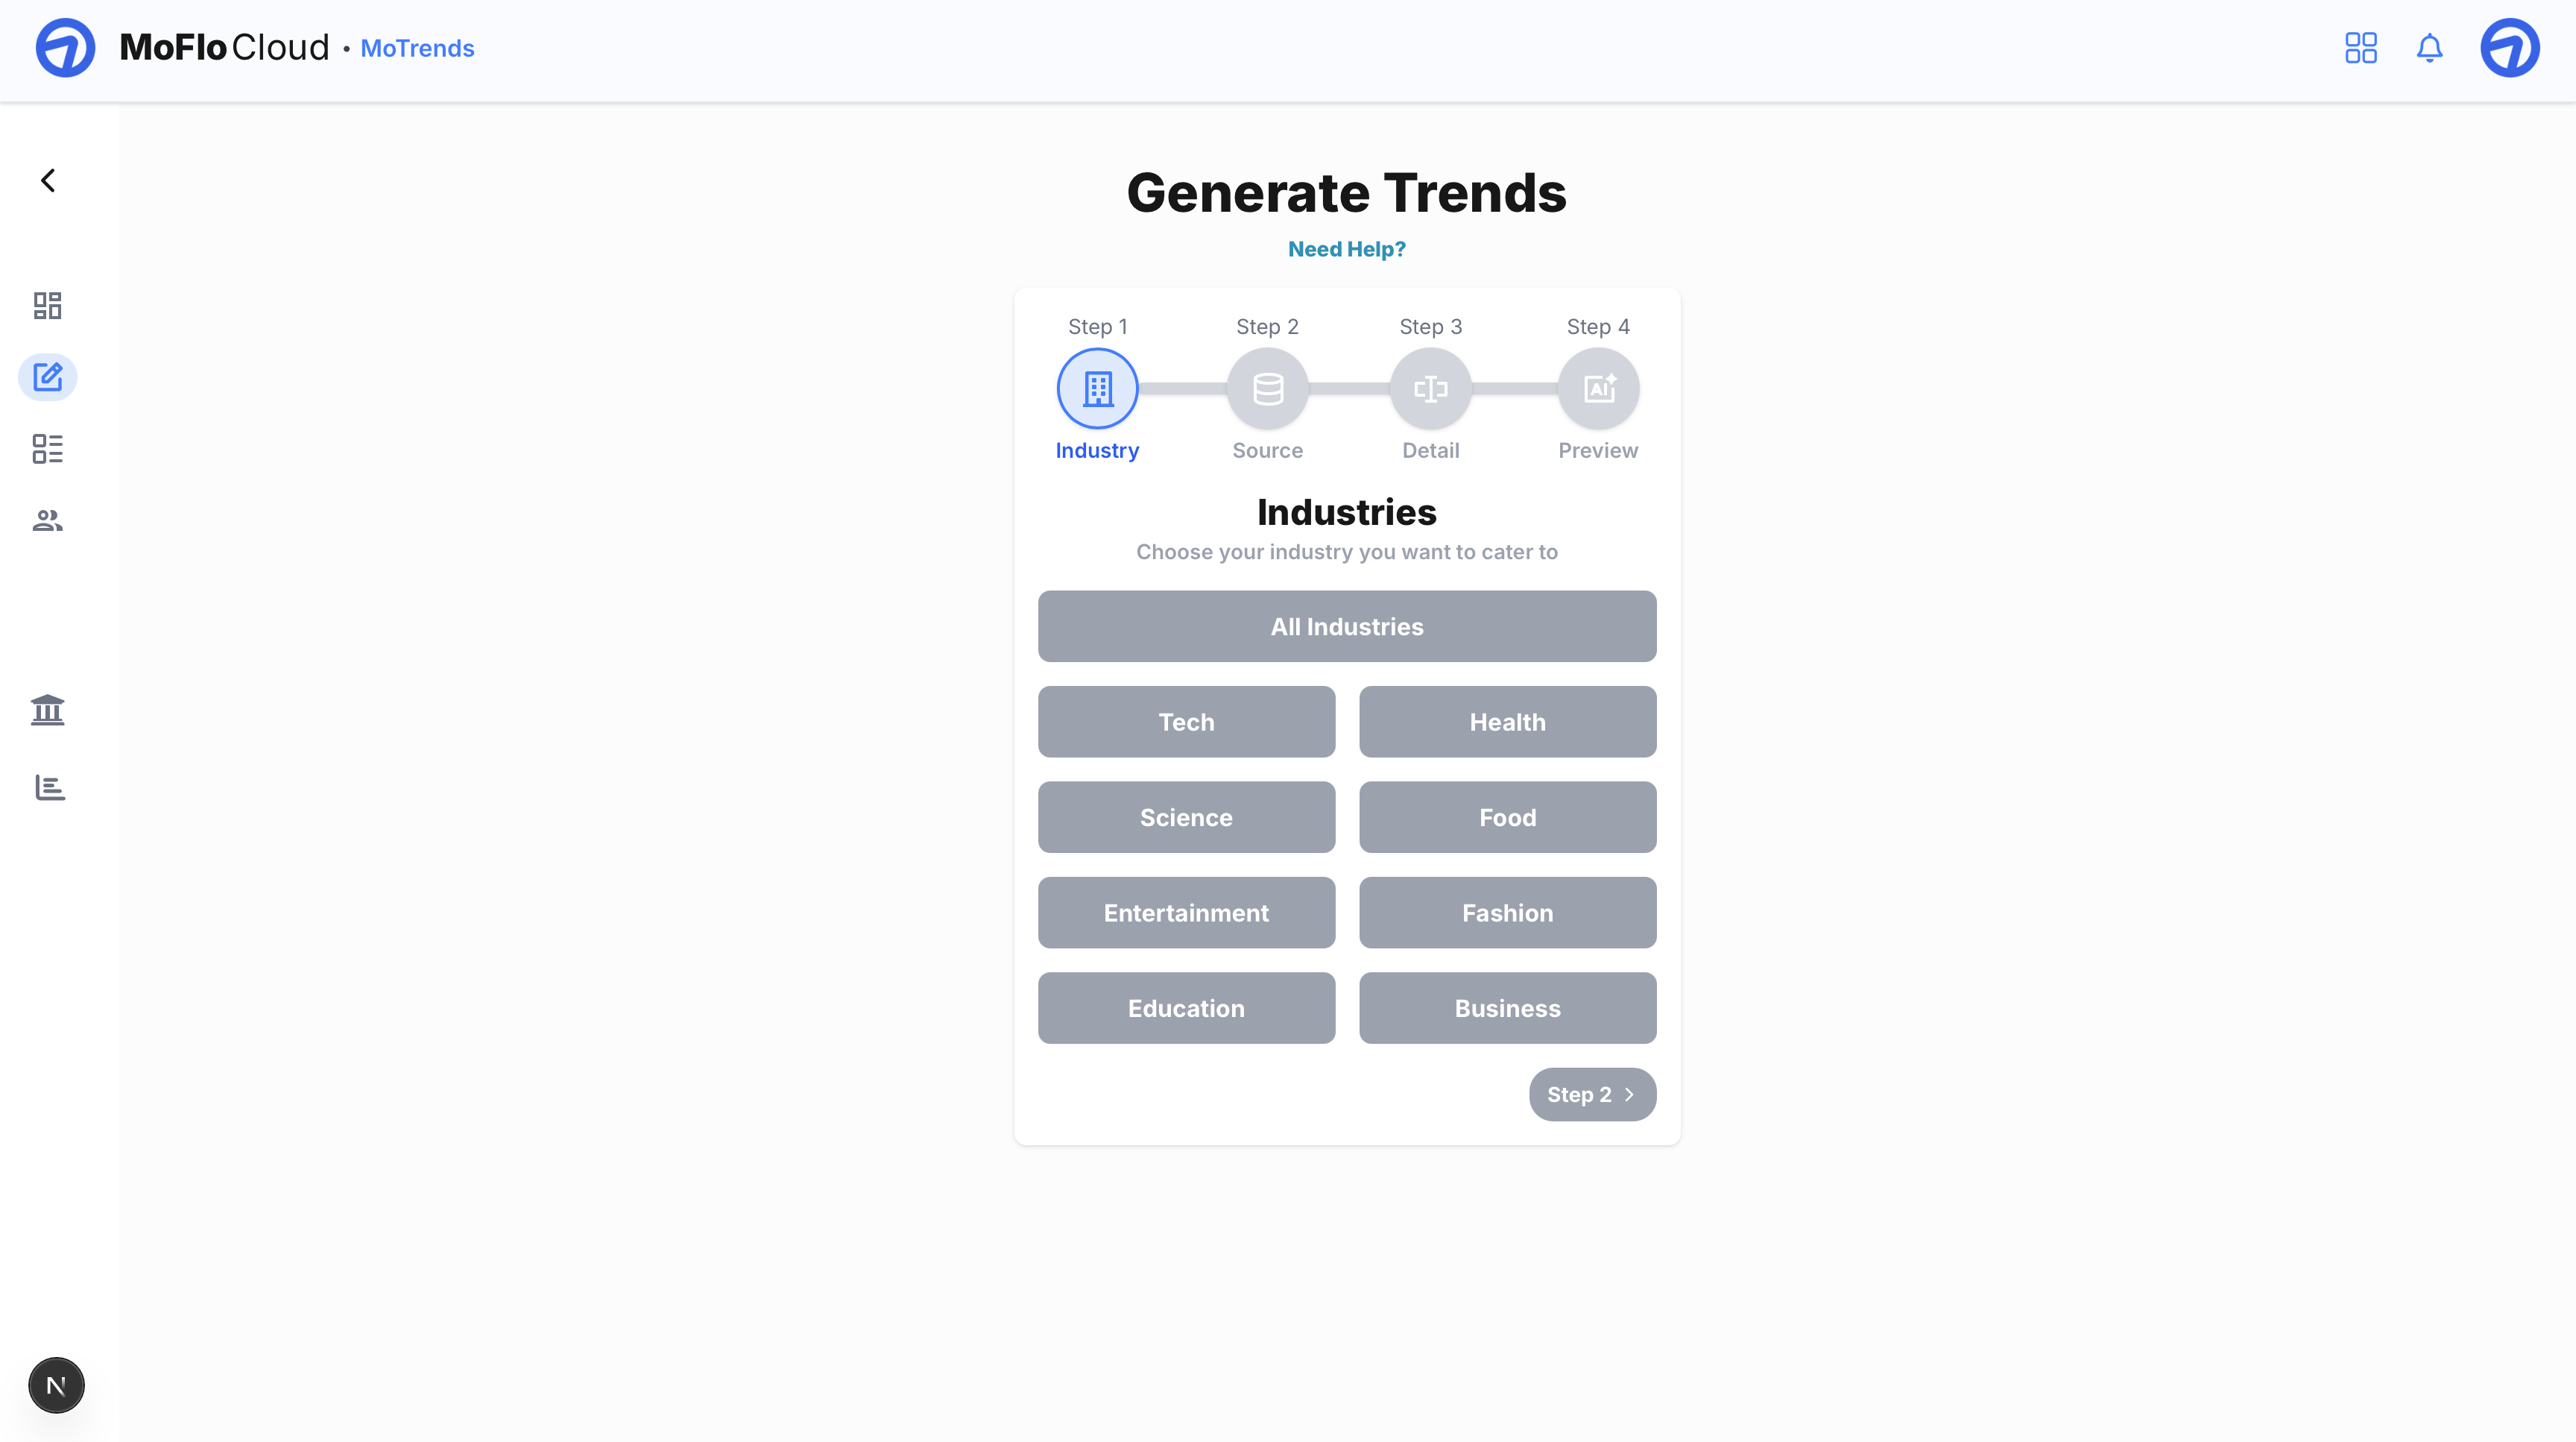 MoFloCloud • MoTrends
Generate Trends
Need Help?
Step 1 Step 2 Step 3 Step 4
AI
Industry Source Detail Preview
Industries
Choose your industry you want to cater to
All Industries
Tech Health
Science Food
Entertainment Fashion
Education Business
Step 2
N